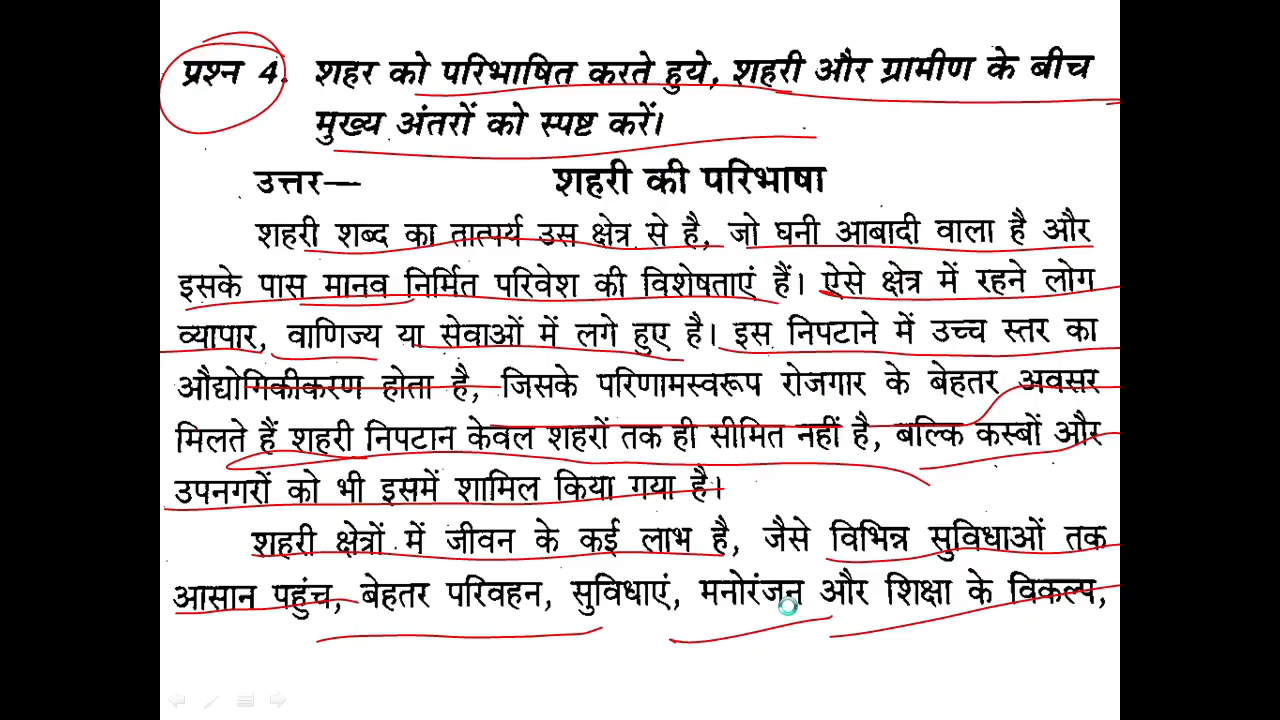 प्रश्न 4. शहर को परिभाषित करते हुये, शहरी और ग्रामीण के बीच
मुख्य अंतरों को स्पष्ट करें।
उत्तर— शहरी की परिभाषा
शहरी शब्द का तात्पर्य उस क्षेत्र से है, जो घनी आबादी वाला है और
इसके पास मानव निर्मित परिवेश की विशेषताएं हैं। ऐसे क्षेत्र में रहने लोग
व्यापार, वाणिज्य या सेवाओं में लगे हुए है। इस निपटाने में उच्च स्तर का
औद्योगिकीकरण होता है, जिसके परिणामस्वरूप रोजगार के बेहतर अवसर
मिलते हैं शहरी निपटान केवल शहरों तक ही सीमित नहीं है, बल्कि कस्बों और
उपनगरों को भी इसमें शामिल किया गया है।
शहरी क्षेत्रों में जीवन के कई लाभ है, जैसे विभिन्न सुविधाओं तक
आसान पहुंच, बेहतर परिवहन, सुविधाएं, मनोरंजन और शिक्षा के विकल्प,